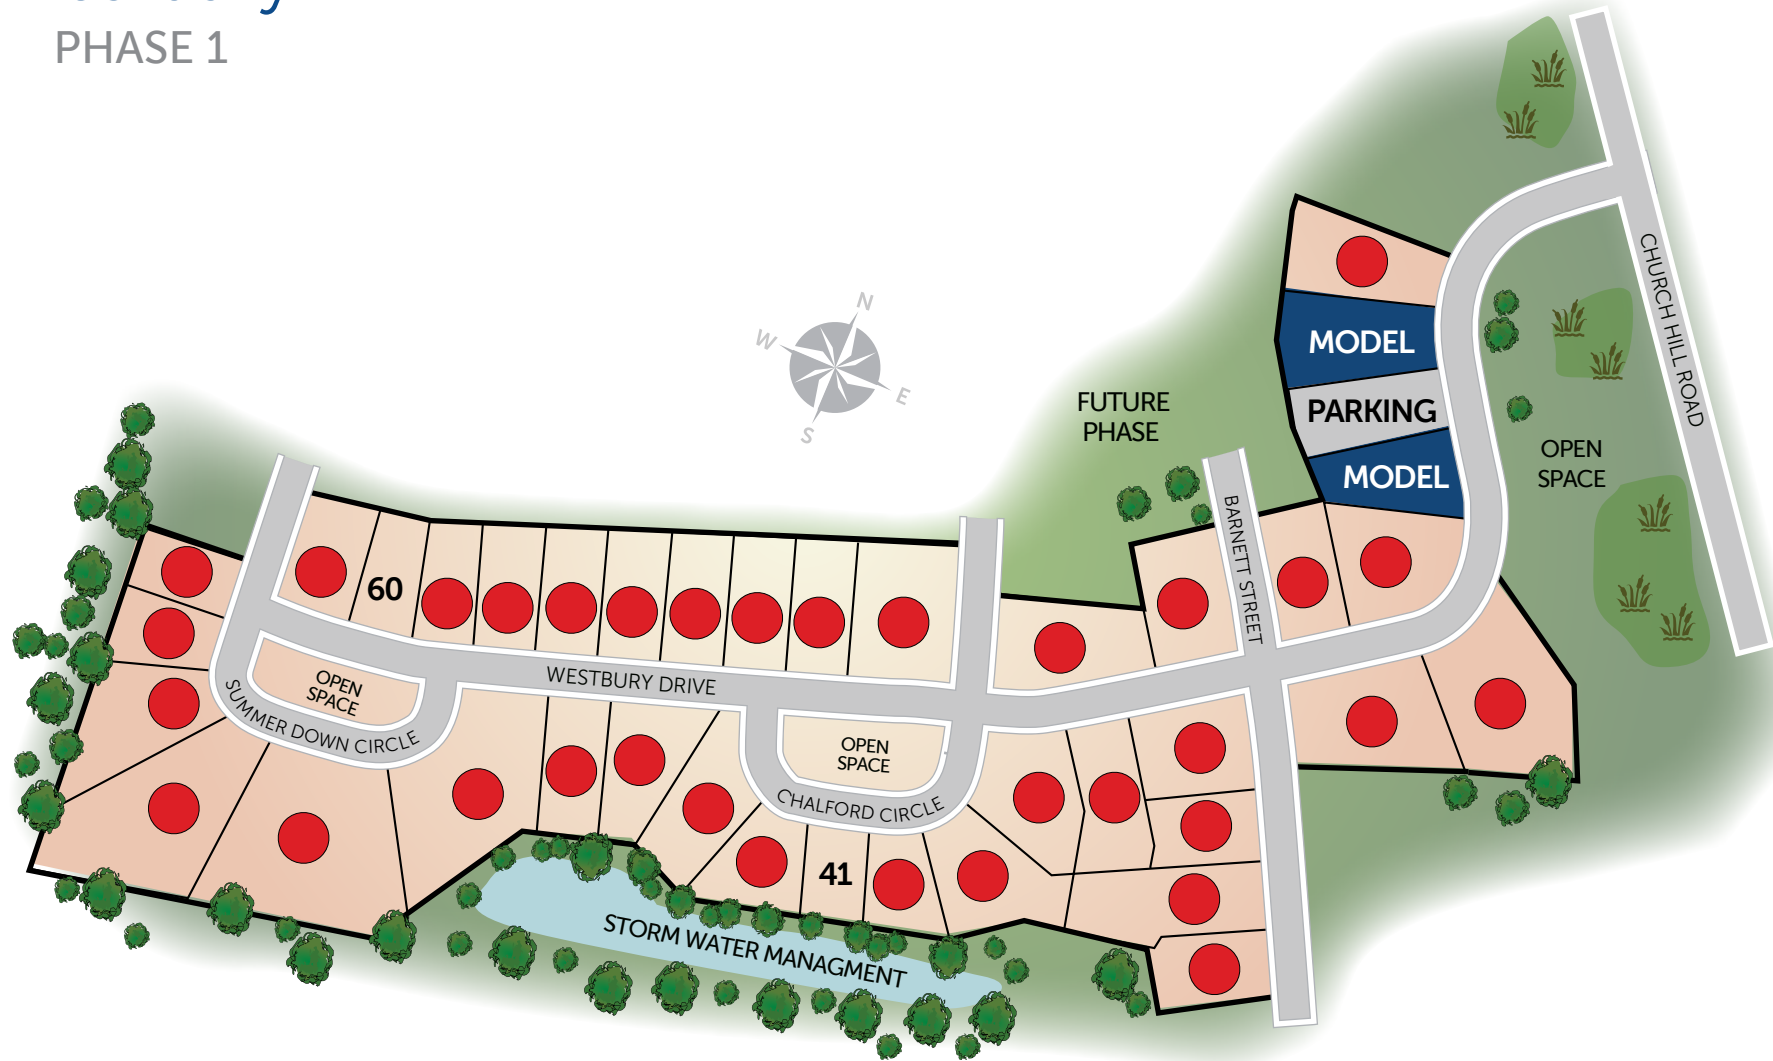 PHASE 1
N
W
E
S
CHURCH HILL ROAD
MODEL
PARKING
MODEL
FUTURE
PHASE
OPEN
SPACE
BARNETT STREET
60
WESTBURY DRIVE
OPEN
SPACE
SUMMER DOWN CIRCLE
OPEN
SPACE
CHALFORD CIRCLE
41
STORM WATER MANAGMENT